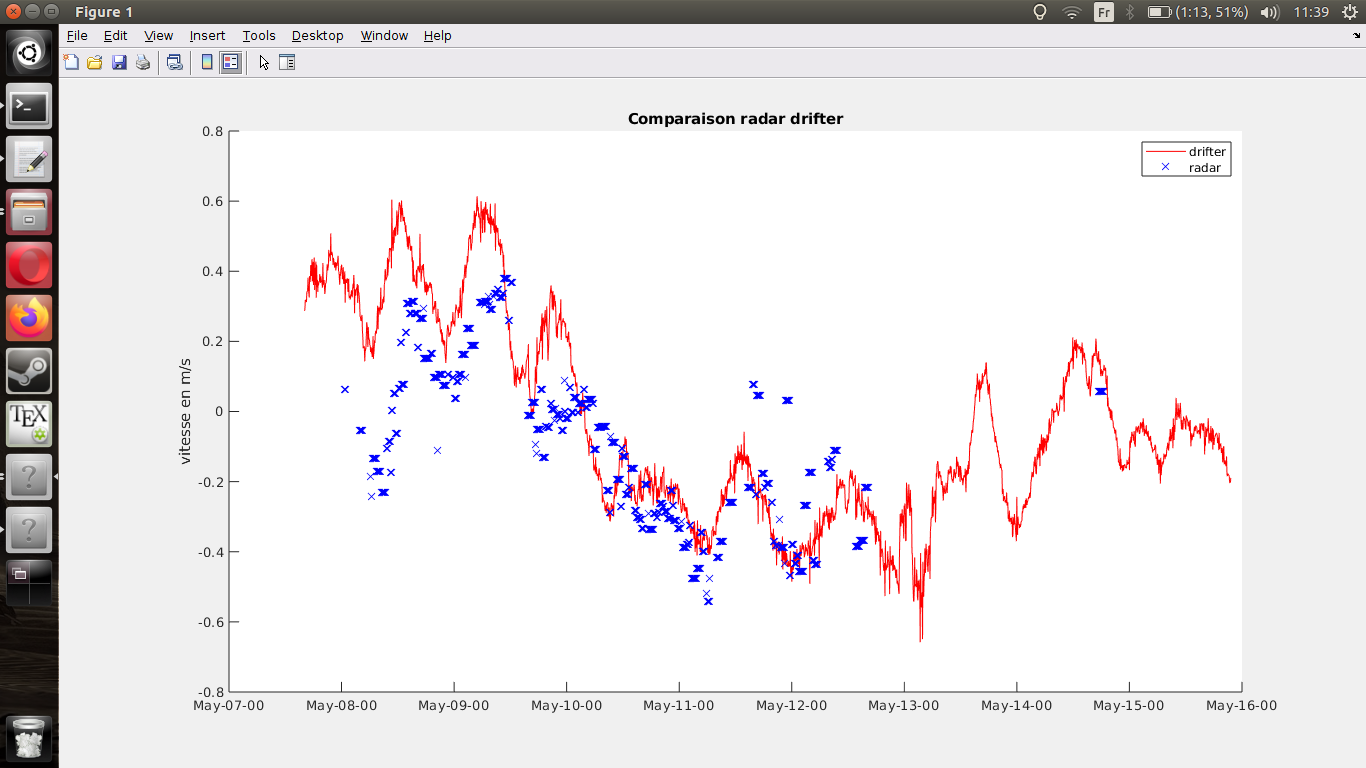 Figure 1
Fr
(1:13, 51%)
11:39
File Edit View Insert Tools Desktop Window Help
Comparaison radar drifter
drifter
radar
vitesse en m/s
0.8
0.6
0.4
0.2
0
-0.2
-0.4
-0.6
-0.8
May-07-00 May-08-00 May-09-00 May-10-00 May-11-00 May-12-00 May-13-00 May-14-00 May-15-00 May-16-00
TEX
? 
?